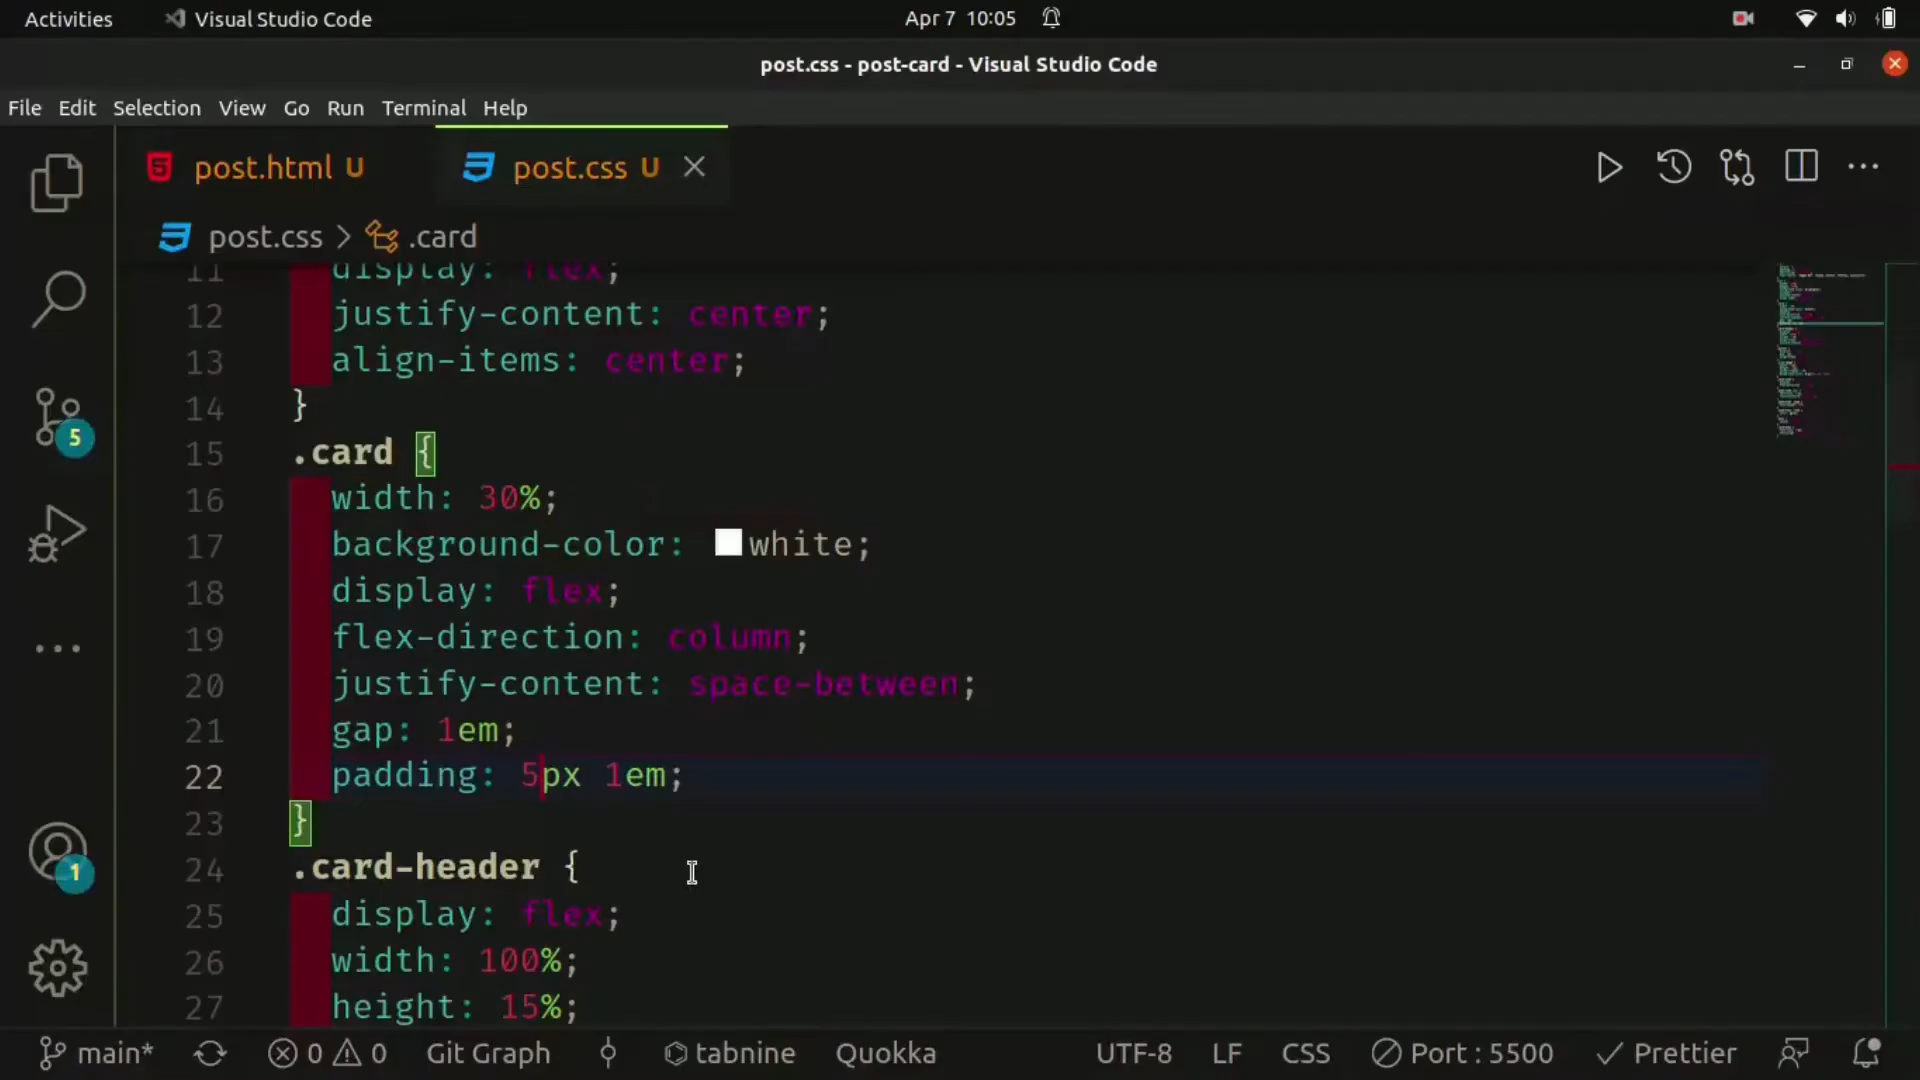 Activities Visual Studio Code Apr 7 10:05
post.css - post-card - Visual Studio Code
File Edit Selection View Go Run Terminal Help
post.html U post.css U
post.css > .card
11 display: flex;
12 justify-content: center;
13 align-items: center;
14 }
15 .card {
16 width: 30%;
17 background-color: white;
18 display: flex;
19 flex-direction: column;
20 justify-content: space-between;
21 gap: 1em;
22 padding: 5px 1em;
23 }
24 .card-header {
25 display: flex;
26 width: 100%;
27 height: 15%;
5
1
main* 0 0 Git Graph tabnine Quokka UTF-8 LF CSS Port : 5500 Prettier